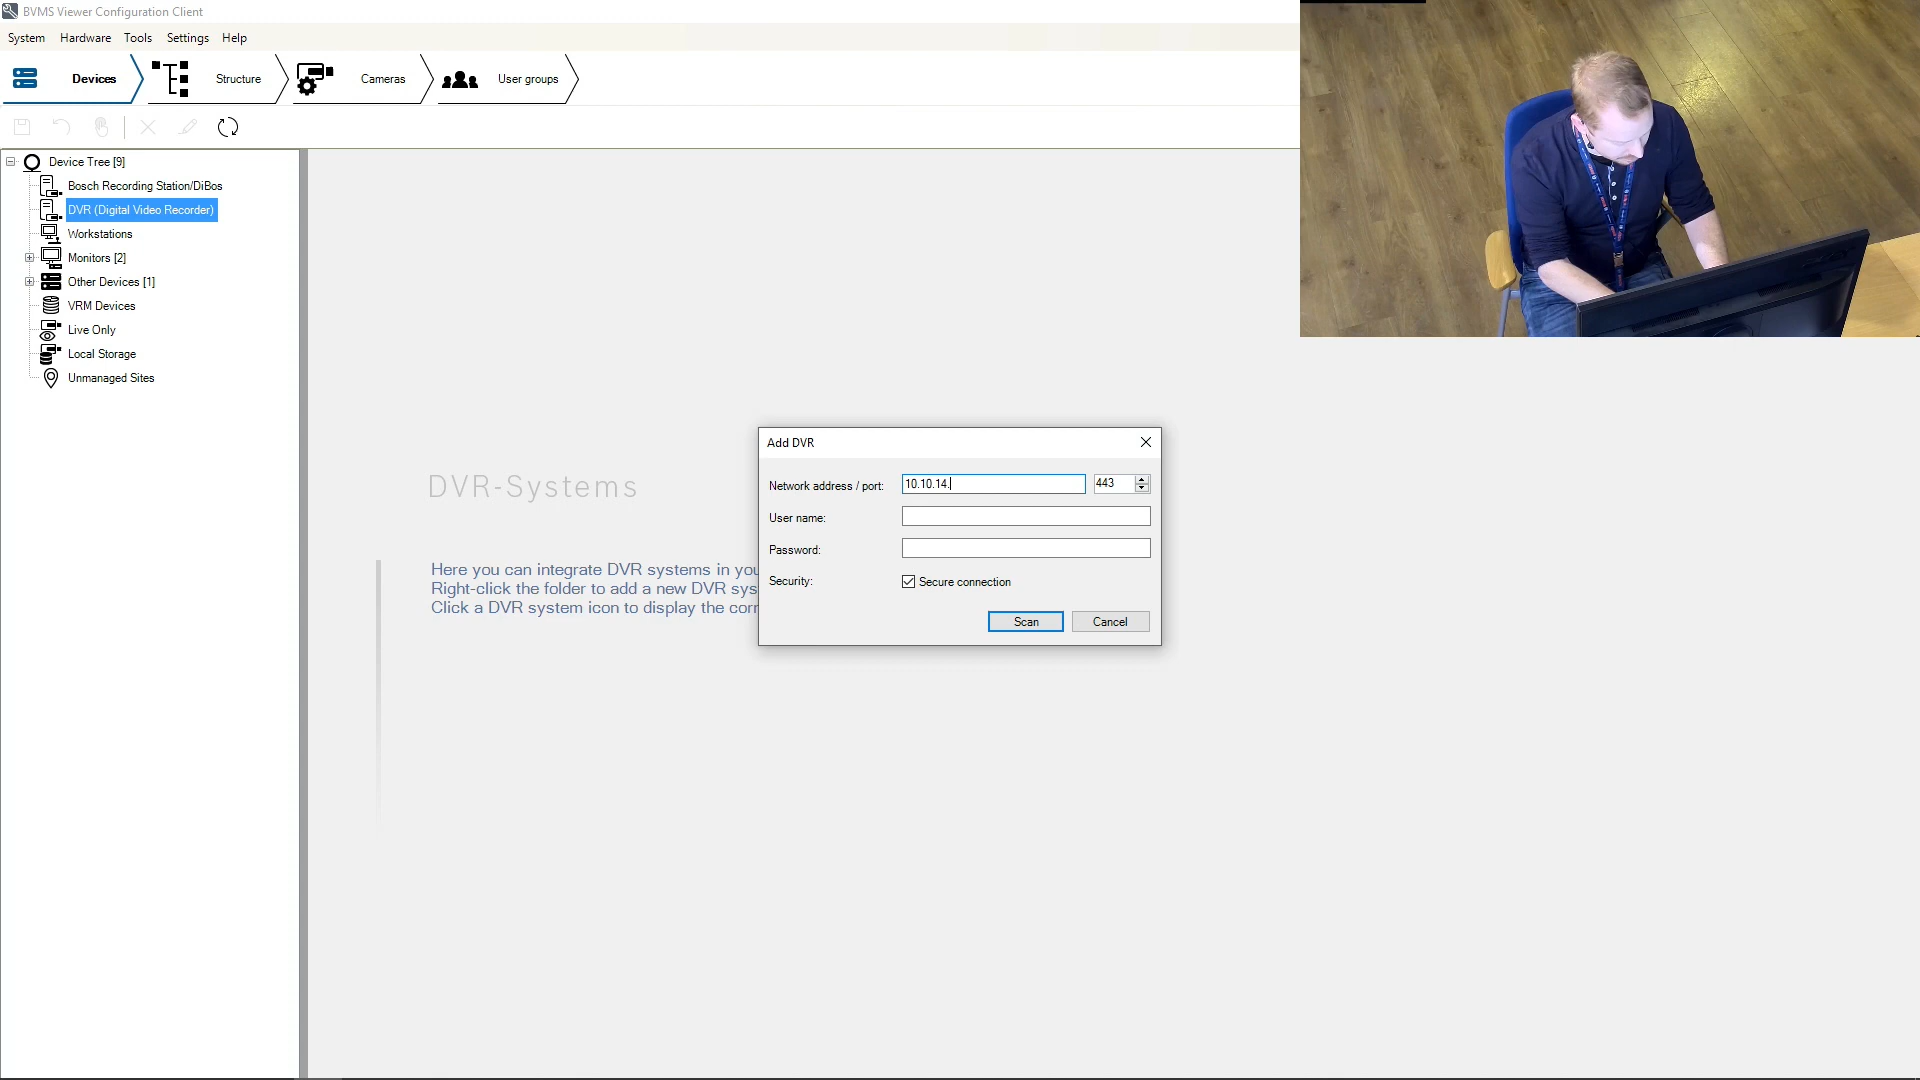 BVMS Viewer Configuration Client
System Hardware Tools Settings Help
Devices Structure Cameras User groups
Device Tree [9]
Bosch Recording Station/DiBos
DVR (Digital Video Recorder)
Workstations
Monitors [2]
Other Devices [1]
VRM Devices
Live Only
Local Storage
Unmanaged Sites
DVR-Systems
Here you can integrate DVR systems in you
Right-click the folder to add a new DVR sys
Click a DVR system icon to display the corr
Add DVR
Network address / port: 10.10.14. 443
User name:
Password:
Security: Secure connection
Scan Cancel